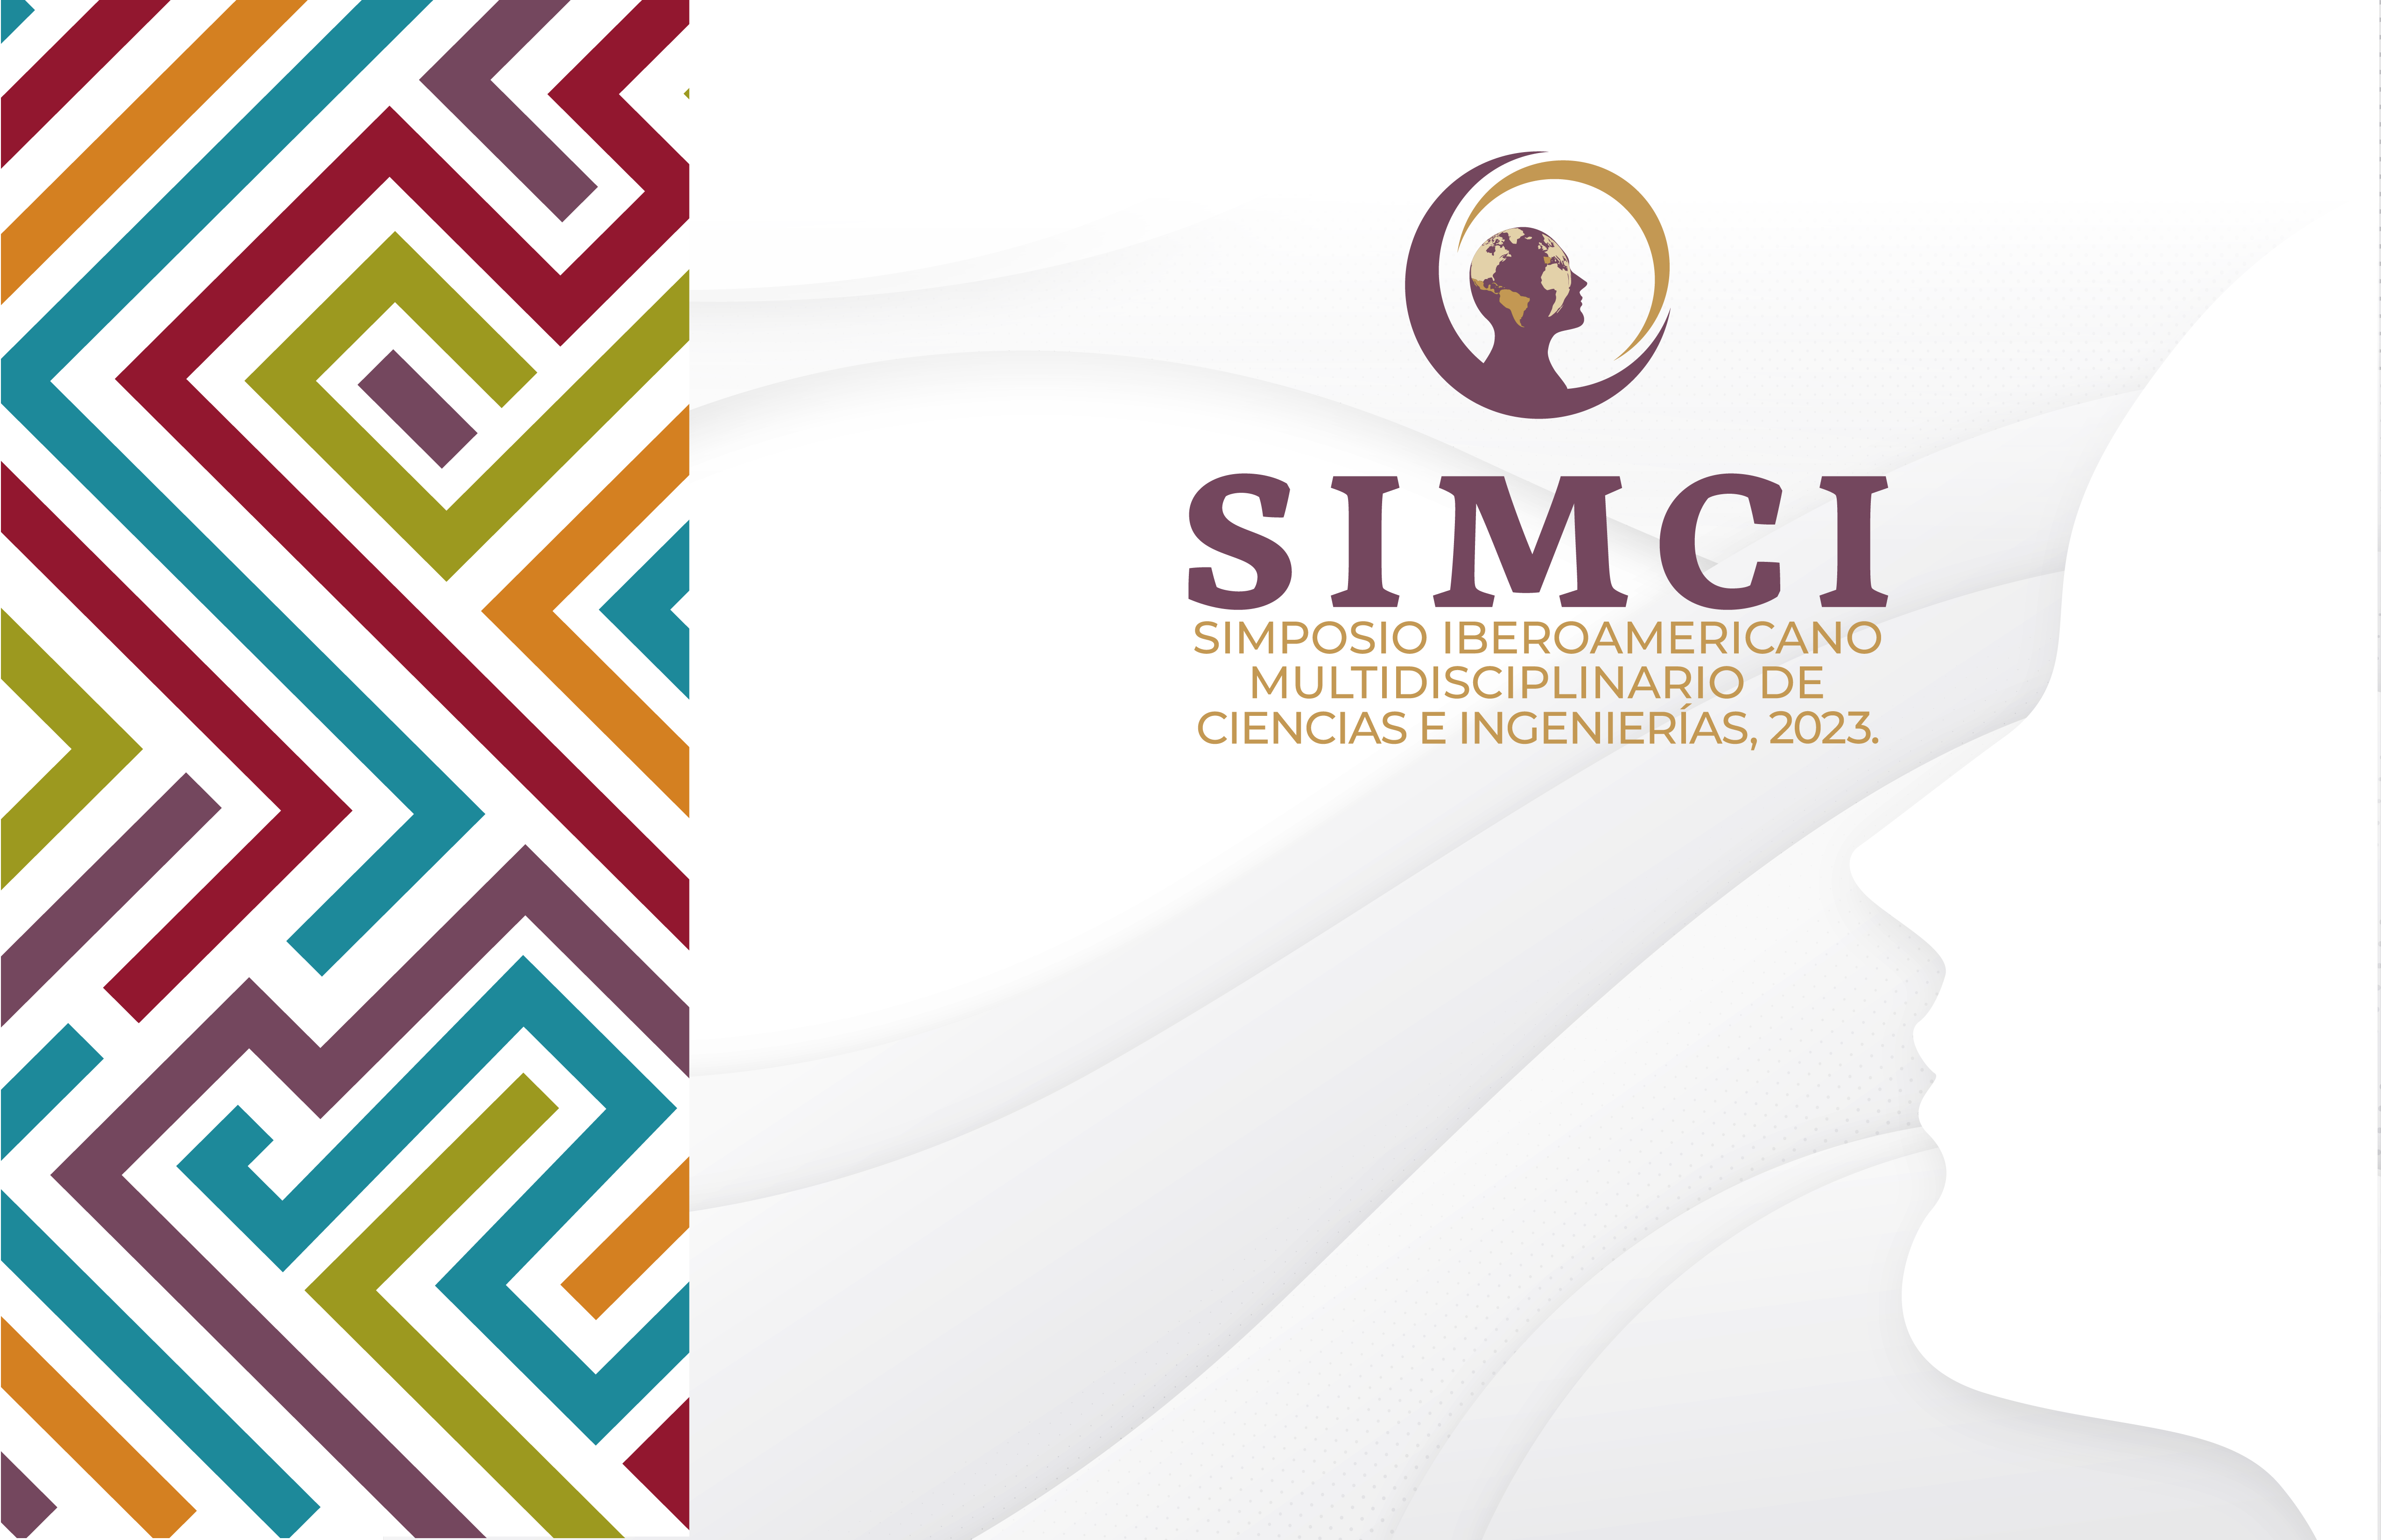 SIMCI
SIMPOSIO IBEROAMERICANO
MULTIDISCIPLINARIO DE
CIENCIAS E INGENIERÍAS, 2023.